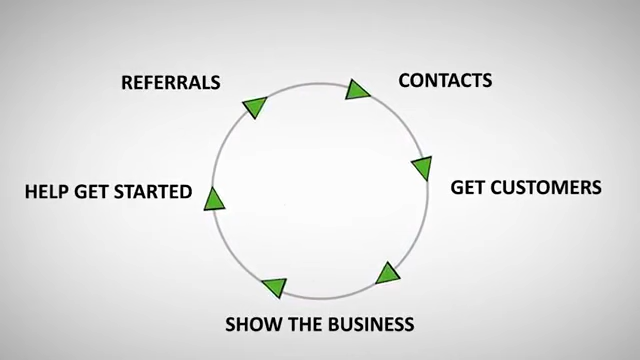 REFERRALS
CONTACTS
HELP GET STARTED
GET CUSTOMERS
SHOW THE BUSINESS